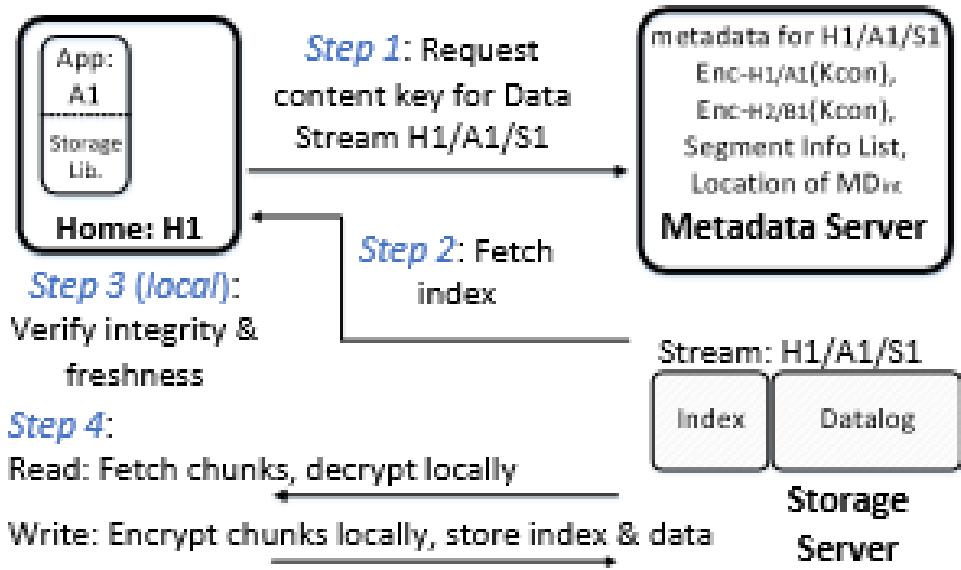 App:
A1
Storage
Lib.
Home: H1
Step 1: Request
content key for Data
Stream H1/A1/S1
metadata for H1/A1/S1
Enc-H1/A1(Kcon),
Enc-H2/B1(Kcon),
Segment Info List,
Location of MDint
Metadata Server
Step 2: Fetch
index
Step 3 (local):
Verify integrity &
freshness
Stream: H1/A1/S1
Index
Datalog
Storage
Server
Step 4:
Read: Fetch chunks, decrypt locally
Write: Encrypt chunks locally, store index & data